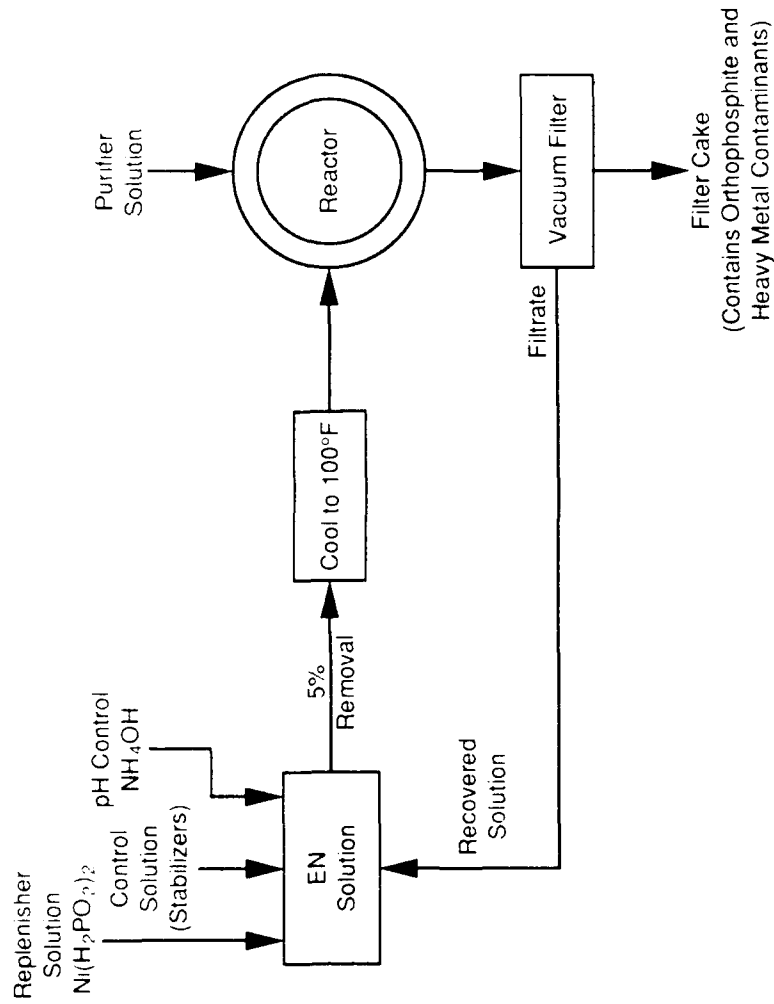 Replenisher
Solution
Ni(H2PO2)2
Control
Solution
(Stabilizers)
pH Control
NH4OH
EN
Solution
5%
Removal
Cool to 100°F
Purifier
Solution
Reactor
Vacuum Filter
Filtrate
Recovered
Solution
Filter Cake
(Contains Orthophosphite and
Heavy Metal Contaminants)